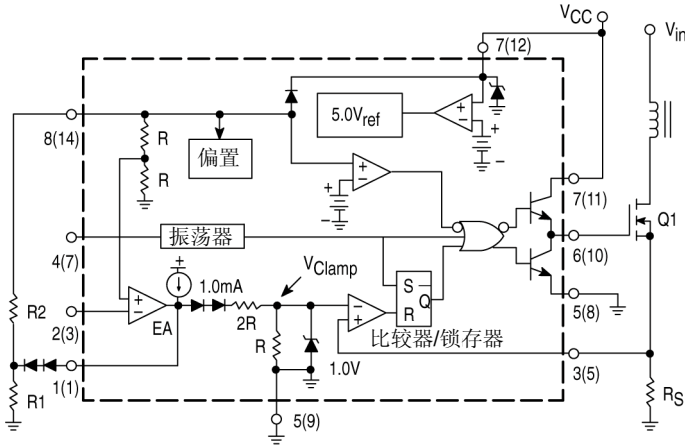 VCC
7(12)
Vin
8(14)
R
R
偏置
5.0Vref
+
−
+
−
+
−
+
−
7(11)
Q1
4(7)
振荡器
6(10)
+
1.0mA
VClamp
S
Q
R
5(8)
R2
2(3)
+
−
EA
2R
R
1.0V
−
+
比较器/锁存器
1(1)
3(5)
R1
5(9)
RS